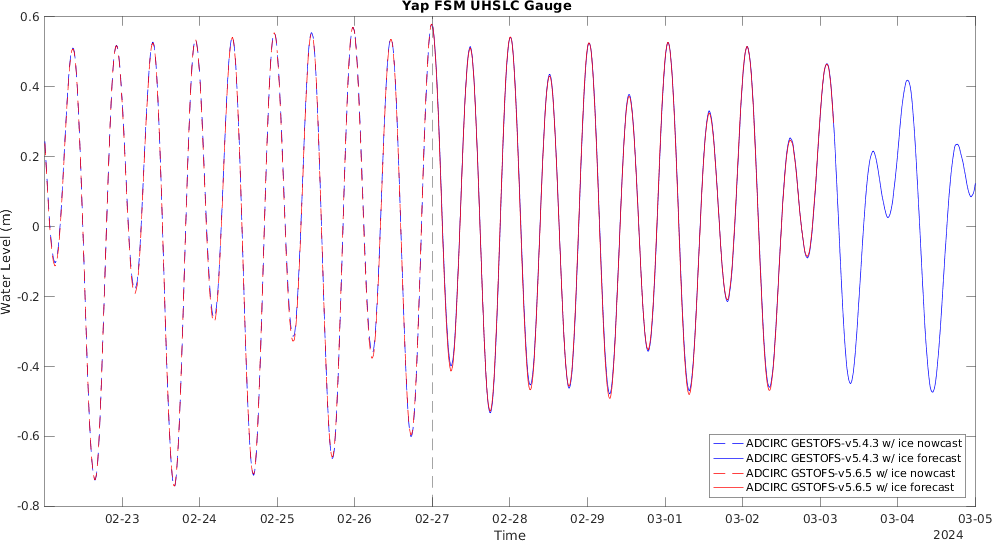 Yap FSM UHSLC Gauge
0.6
0.4
0.2
0
-0.2
-0.4
-0.6
-0.8
Water Level (m)
ADCIRC GESTOFS-v5.4.3 w/ ice nowcast
ADCIRC GESTOFS-v5.4.3 w/ ice forecast
ADCIRC GSTOFS-v5.6.5 w/ ice nowcast
ADCIRC GSTOFS-v5.6.5 w/ ice forecast
02-23 02-24 02-25 02-26 02-27 02-28 02-29 03-01 03-02 03-03 03-04 03-05
Time
2024